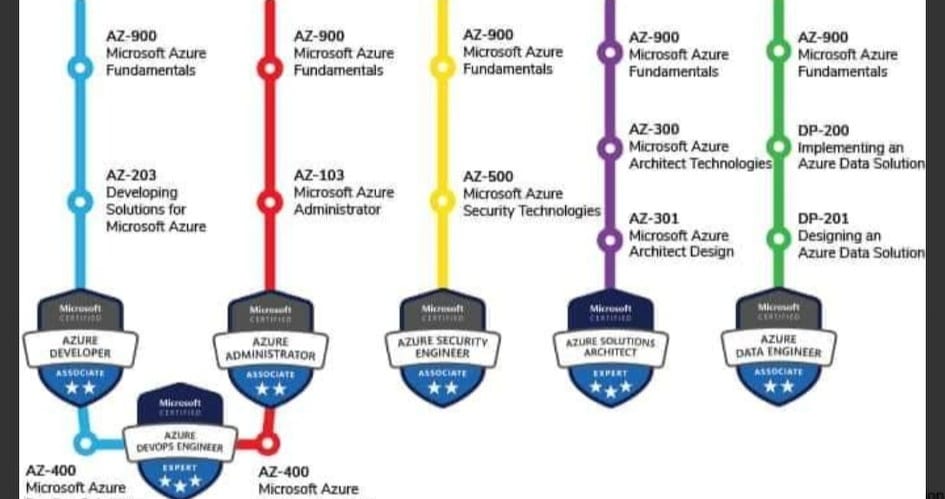 AZ-900
Microsoft Azure
Fundamentals
AZ-203
Developing
Solutions for
Microsoft Azure
Microsoft
CERTIFIED
AZURE
DEVELOPER
ASSOCIATE
AZ-400
Microsoft Azure
AZ-900
Microsoft Azure
Fundamentals
AZ-103
Microsoft Azure
Administrator
Microsoft
CERTIFIED
AZURE
ADMINISTRATOR
ASSOCIATE
Microsoft
CERTIFIED
AZURE
DEVOPS ENGINEER
EXPERT
AZ-400
Microsoft Azure
AZ-900
Microsoft Azure
Fundamentals
AZ-500
Microsoft Azure
Security Technologies
Microsoft
CERTIFIED
AZURE SECURITY
ENGINEER
ASSOCIATE
AZ-900
Microsoft Azure
Fundamentals
AZ-300
Microsoft Azure
Architect Technologies
AZ-301
Microsoft Azure
Architect Design
Microsoft
CERTIFIED
AZURE SOLUTIONS
ARCHITECT
EXPERT
AZ-900
Microsoft Azure
Fundamentals
DP-200
Implementing an
Azure Data Solution
DP-201
Designing an
Azure Data Solution
Microsoft
CERTIFIED
AZURE
DATA ENGINEER
ASSOCIATE